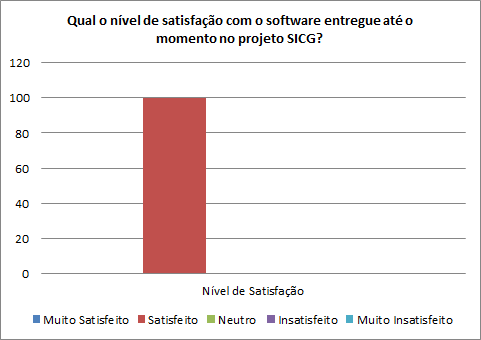 Qual o nível de satisfação com o software entregue até o
momento no projeto SICG?
120
100
80
60
40
20
0
Nível de Satisfação
Muito Satisfeito Satisfeito Neutro Insatisfeito Muito Insatisfeito